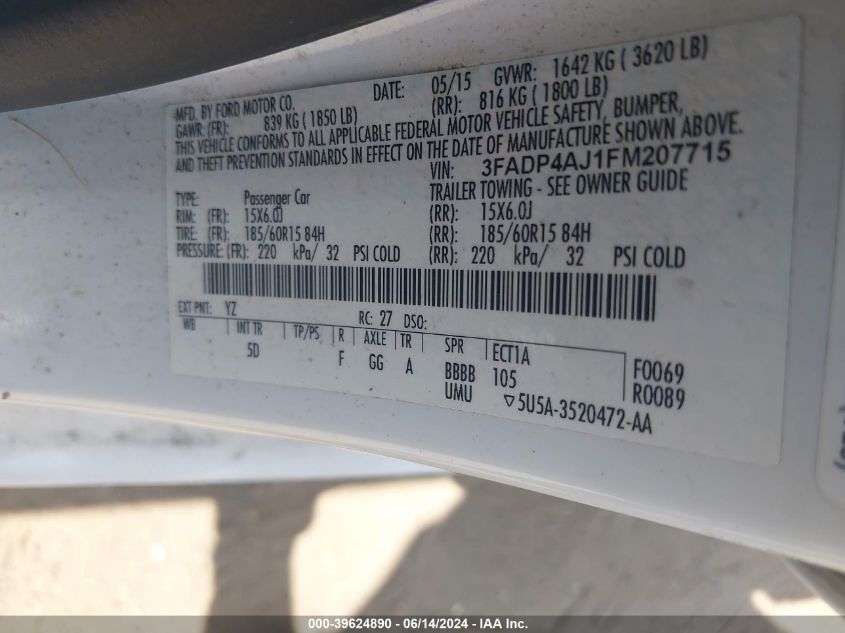 MFD. BY FORD MOTOR CO.
DATE: 05/15 GVWR: 1642 KG ( 3620 LB)
GAWR: (FR): 839 KG ( 1850 LB) (RR): 816 KG ( 1800 LB)
THIS VEHICLE CONFORMS TO ALL APPLICABLE FEDERAL MOTOR VEHICLE SAFETY, BUMPER,
AND THEFT PREVENTION STANDARDS IN EFFECT ON THE DATE OF MANUFACTURE SHOWN ABOVE.
VIN: 3FADP4AJ1FM207715
TYPE: Passenger Car TRAILER TOWING - SEE OWNER GUIDE
RIM: (FR): 15X6.0J (RR): 15X6.0J
TIRE: (FR): 185/60R15 84H (RR): 185/60R15 84H
PRESSURE: (FR): 220 kPa/ 32 PSI COLD (RR): 220 kPa/ 32 PSI COLD
EXT PNT: YZ RC: 27 DSO:
WB INT TR TP/PS R AXLE TR SPR ECT1A
5D F GG A BBBB 105 F0069
UMU R0089
▽5U5A-3520472-AA
000-39624890 - 06/14/2024 - IAA Inc.